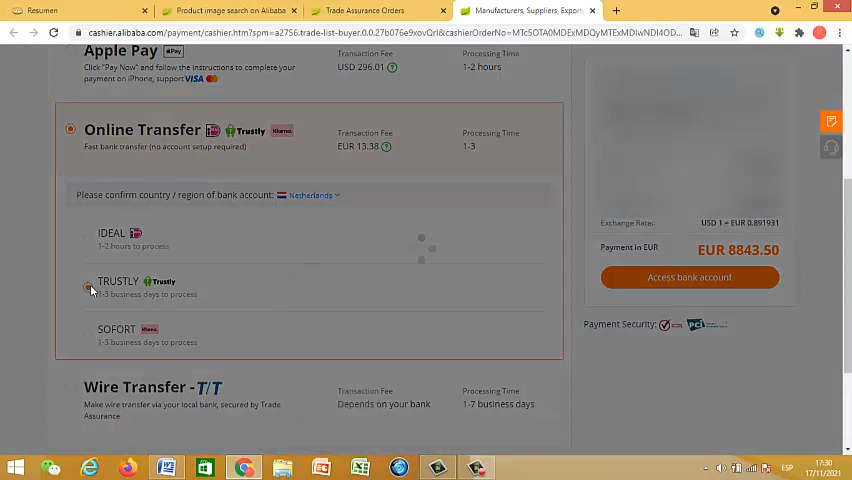 Resumen
Product image search on Alibaba
Trade Assurance Orders
Manufacturers, Suppliers, Export
cashier.alibaba.com/payment/cashier.htm?spm=a2756.trade-list-buyer.0.0.27b076e9xovQrl&cashierOrderNo=MTc5OTA0MDExMDQyMTExMDIwNDI4OD...
Apple Pay Pay
Click "Pay Now" and follow the instructions to complete your
payment on iPhone, support VISA
Transaction Fee
USD 296.01 ?
Processing Time
1-2 hours
Online Transfer Trustly Klarna.
Fast bank transfer (no account setup required)
Transaction Fee
EUR 13.38 ?
Processing Time
1-3
Please confirm country / region of bank account: Netherlands
IDEAL
1-2 hours to process
TRUSTLY Trustly
1-3 business days to process
SOFORT Klarna.
1-3 business days to process
Wire Transfer - T/T
Make wire transfer via your local bank, secured by Trade
Assurance
Transaction Fee
Depends on your bank
Processing Time
1-7 business days
Exchange Rate: USD 1 = EUR 0.891931
Payment in EUR EUR 8843.50
Access bank account
Payment Security: PCI
ESP
17:30
17/11/2021